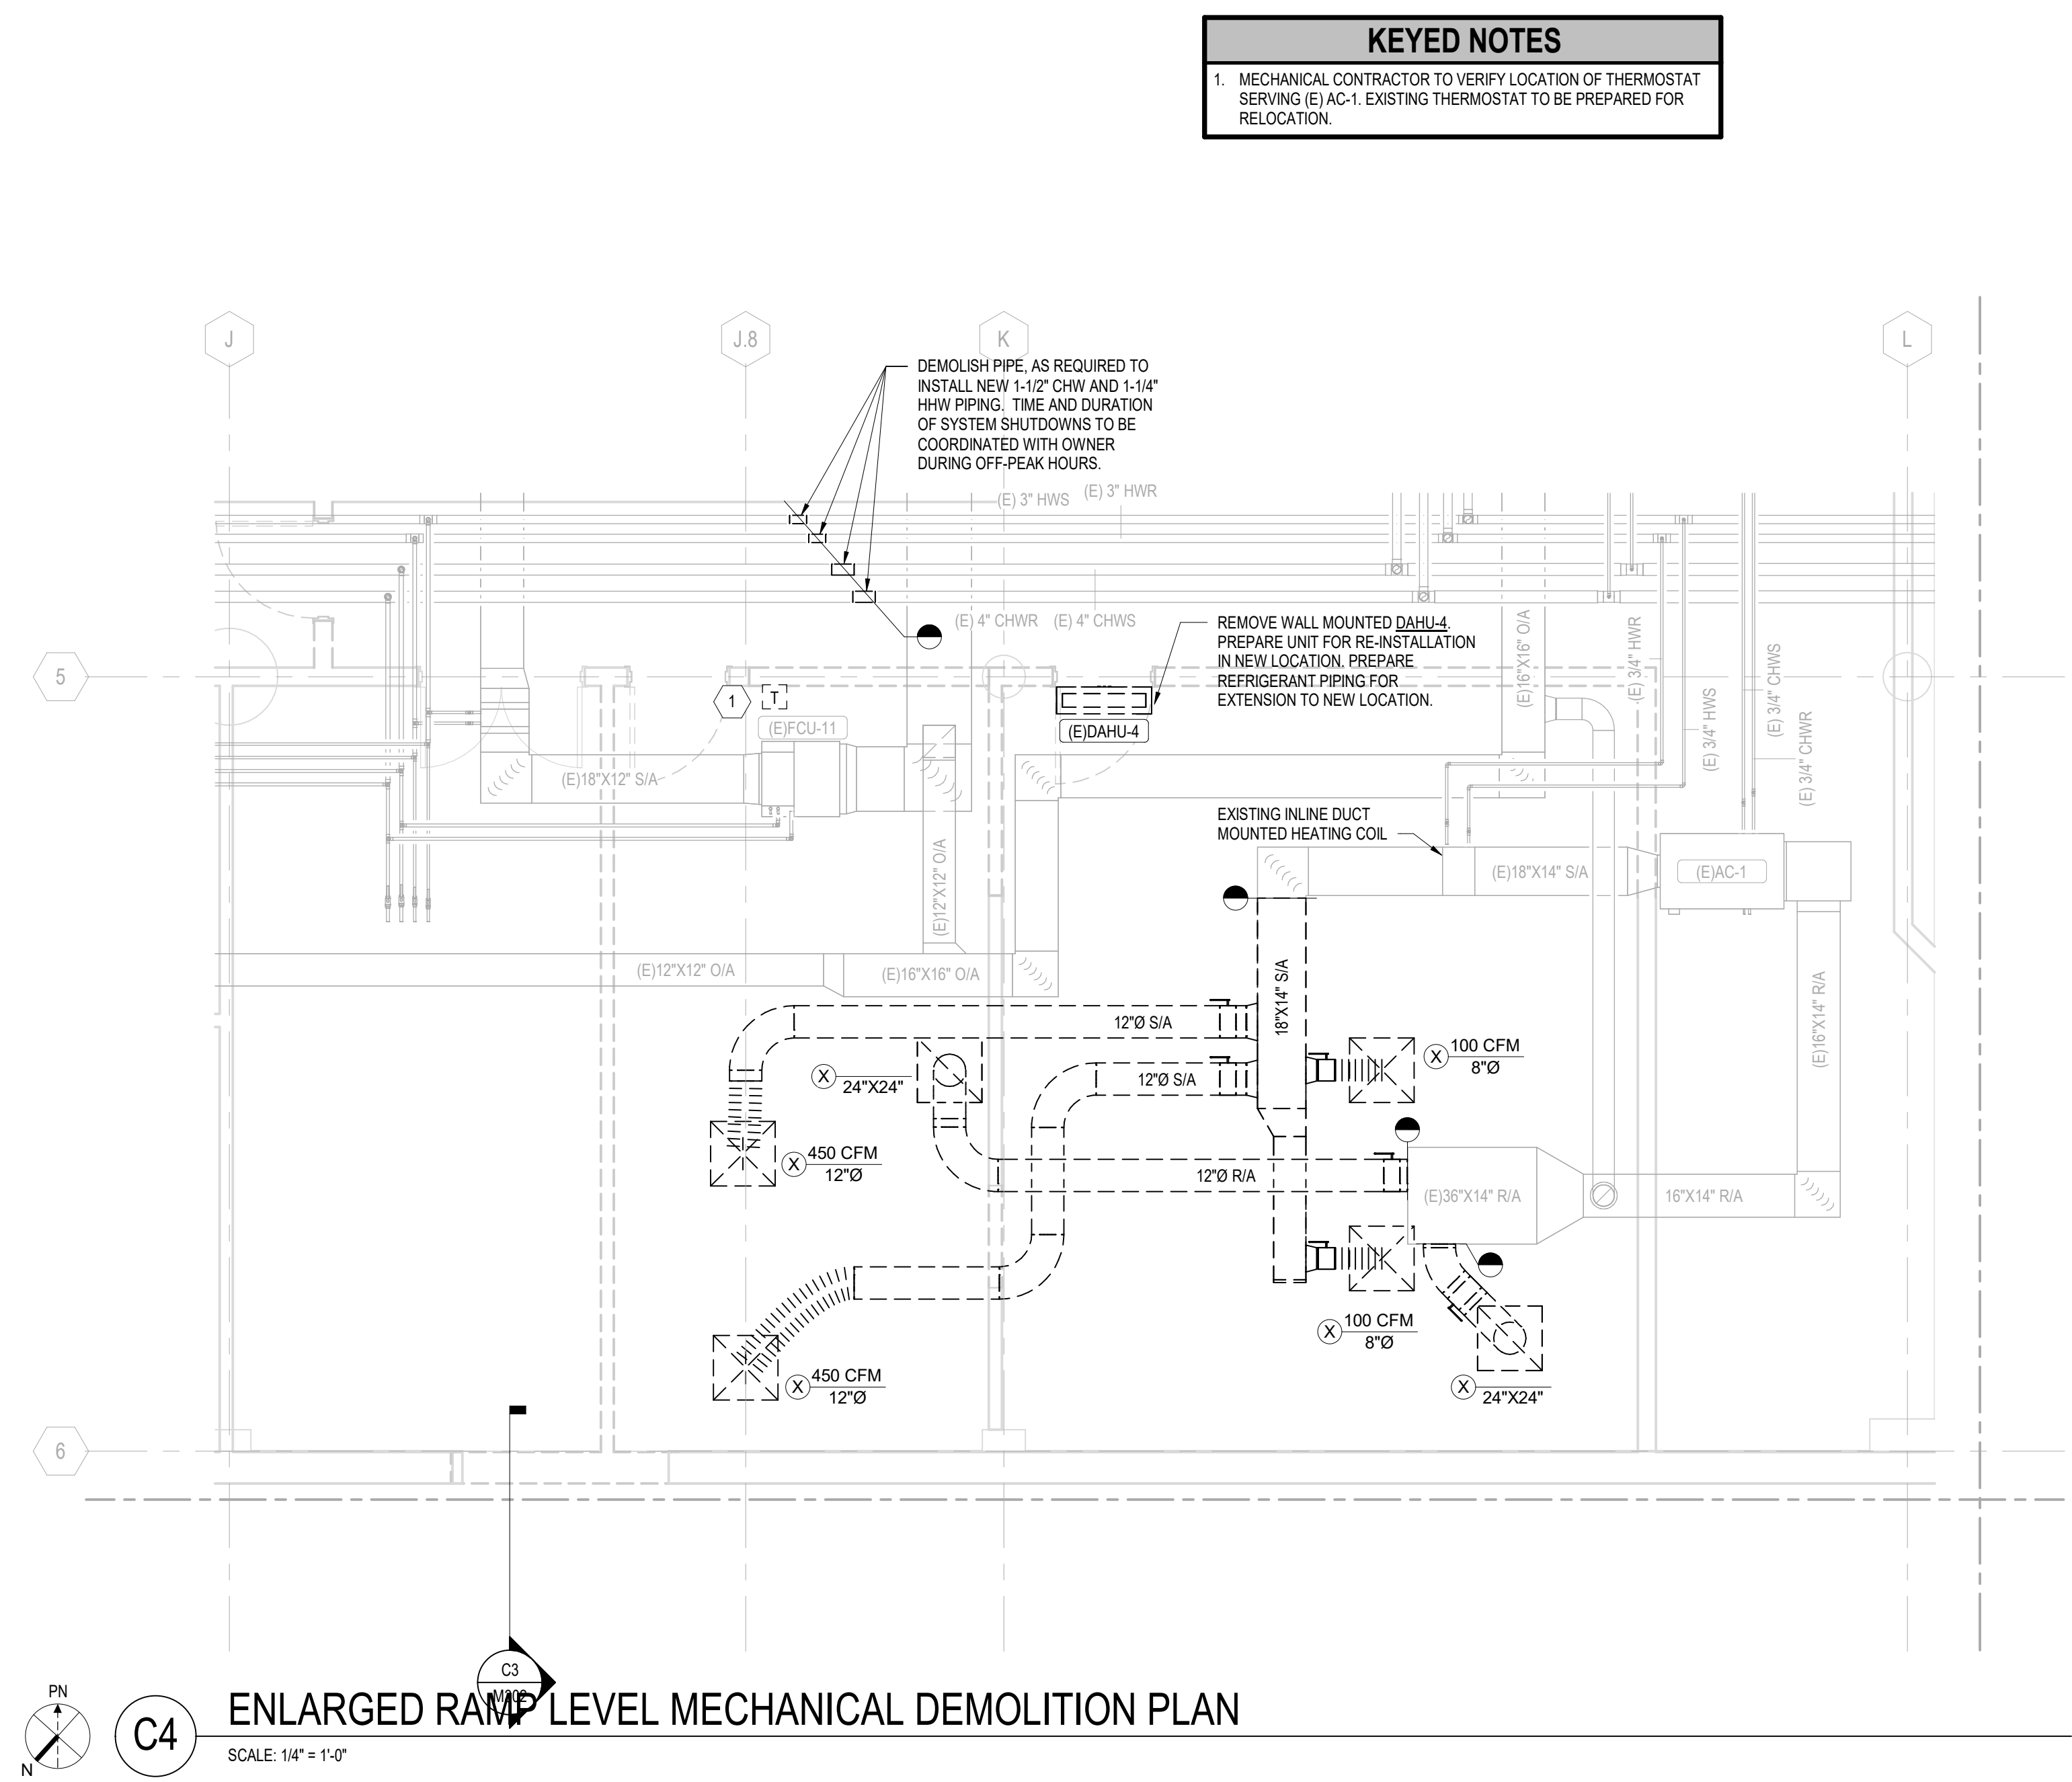 KEYED NOTES
1. MECHANICAL CONTRACTOR TO VERIFY LOCATION OF THERMOSTAT
SERVING (E) AC-1. EXISTING THERMOSTAT TO BE PREPARED FOR
RELOCATION.
J
J.8
K
L
DEMOLISH PIPE, AS REQUIRED TO
INSTALL NEW 1-1/2" CHW AND 1-1/4"
HHW PIPING. TIME AND DURATION
OF SYSTEM SHUTDOWNS TO BE
COORDINATED WITH OWNER
DURING OFF-PEAK HOURS.
(E) 3" HWS
(E) 3" HWR
(E) 4" CHWR
(E) 4" CHWS
REMOVE WALL MOUNTED DAHU-4.
PREPARE UNIT FOR RE-INSTALLATION
IN NEW LOCATION. PREPARE
REFRIGERANT PIPING FOR
EXTENSION TO NEW LOCATION.
(E)16"X16" O/A
(E) 3/4" HWR
(E) 3/4" HWS
(E) 3/4" CHWS
(E) 3/4" CHWR
5
1
T
(E)FCU-11
(E)DAHU-4
(E)18"X12" S/A
EXISTING INLINE DUCT
MOUNTED HEATING COIL
(E)18"X14" S/A
(E)AC-1
(E)12"X12" O/A
(E)12"X12" O/A
(E)16"X16" O/A
18"X14" S/A
(E)16"X14" R/A
12"Ø S/A
12"Ø S/A
X
100 CFM
8"Ø
X
24"X24"
X
450 CFM
12"Ø
12"Ø R/A
(E)36"X14" R/A
16"X14" R/A
X
100 CFM
8"Ø
X
450 CFM
12"Ø
X
24"X24"
6
C3
M302
PN
N
C4
ENLARGED RAMP LEVEL MECHANICAL DEMOLITION PLAN
SCALE: 1/4" = 1'-0"